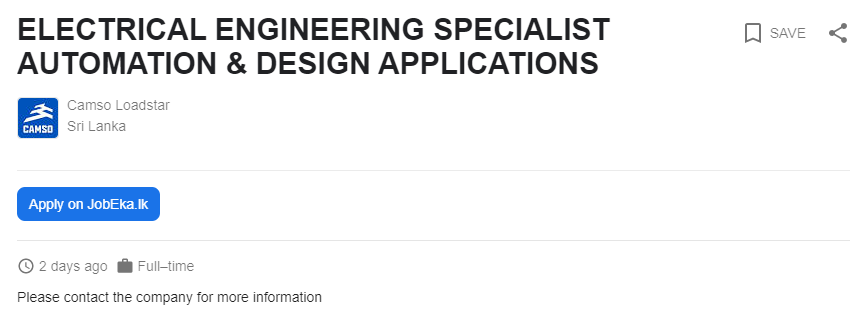 ELECTRICAL ENGINEERING SPECIALIST
AUTOMATION & DESIGN APPLICATIONS
SAVE
CAMSO
Camso Loadstar
Sri Lanka
Apply on JobEka.lk
2 days ago Full–time
Please contact the company for more information